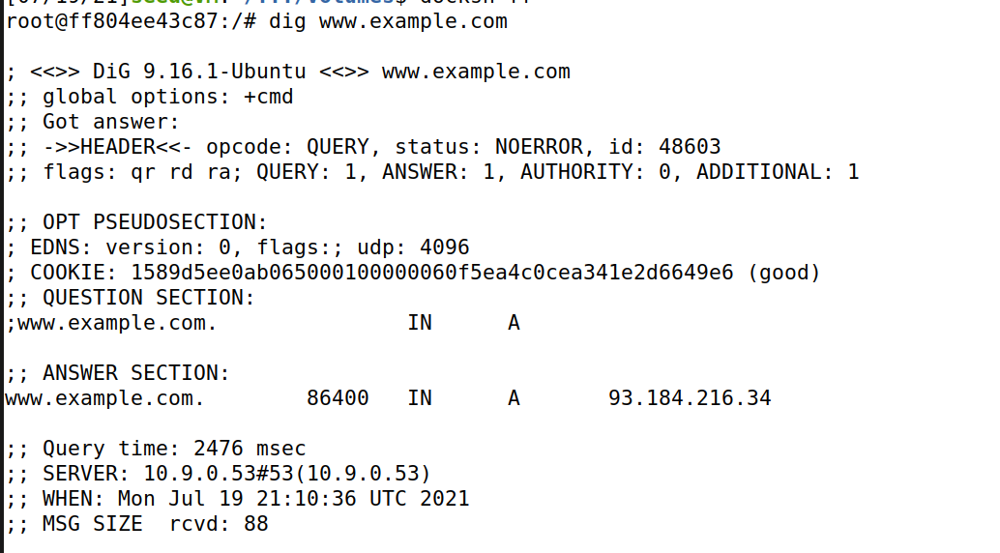 root@ff804ee43c87:/# dig www.example.com
; <<>> DiG 9.16.1-Ubuntu <<>> www.example.com
;; global options: +cmd
;; Got answer:
;; ->>HEADER<<- opcode: QUERY, status: NOERROR, id: 48603
;; flags: qr rd ra; QUERY: 1, ANSWER: 1, AUTHORITY: 0, ADDITIONAL: 1
;; OPT PSEUDOSECTION:
; EDNS: version: 0, flags:; udp: 4096
; COOKIE: 1589d5ee0ab065000100000060f5ea4c0cea341e2d6649e6 (good)
;; QUESTION SECTION:
;www.example.com. IN A
;; ANSWER SECTION:
www.example.com. 86400 IN A 93.184.216.34
;; Query time: 2476 msec
;; SERVER: 10.9.0.53#53(10.9.0.53)
;; WHEN: Mon Jul 19 21:10:36 UTC 2021
;; MSG SIZE  rcvd: 88